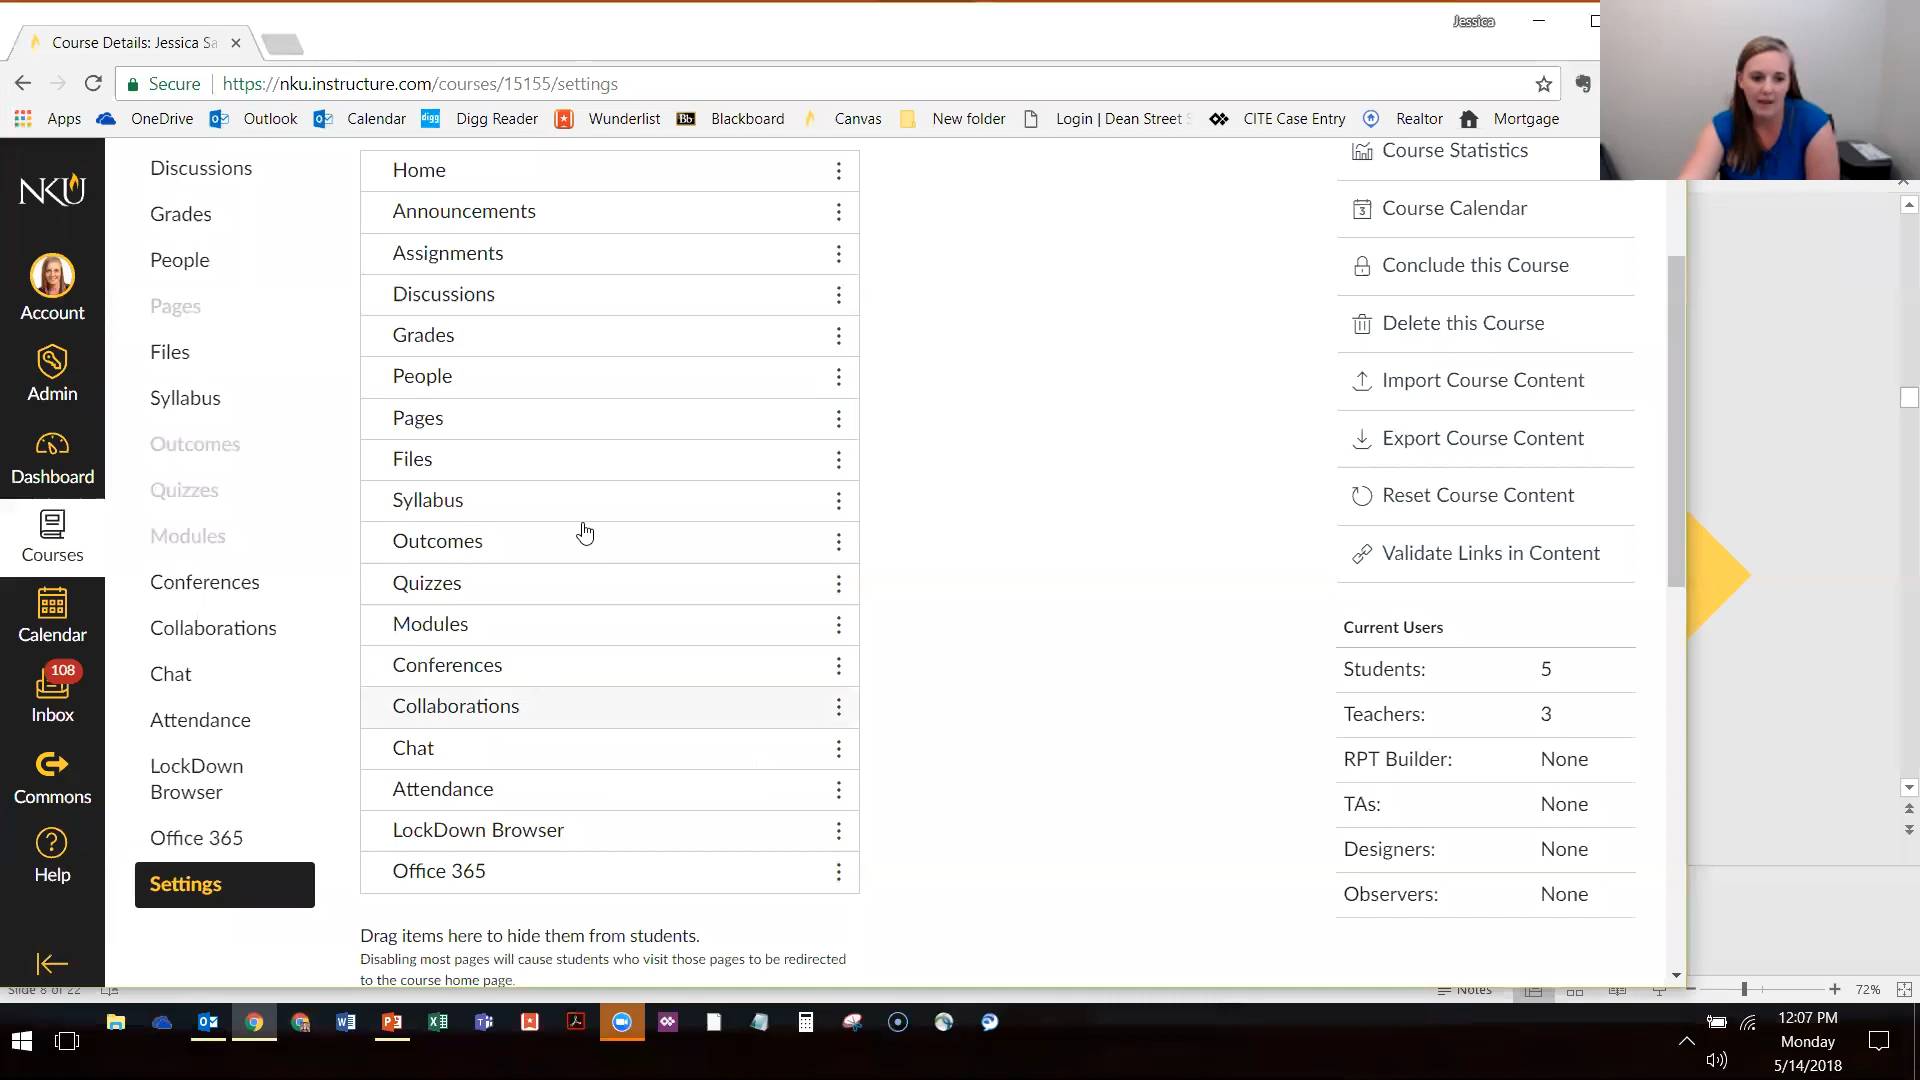 Jessica
Course Details: Jessica Sa
Secure
https://nku.instructure.com/courses/15155/settings
Apps
OneDrive
Outlook
Calendar
digg
Digg Reader
Wunderlist
Bb
Blackboard
Canvas
New folder
Login | Dean Street S
CITE Case Entry
Realtor
Mortgage
NKU
Account
Admin
Dashboard
Courses
Calendar
108
Inbox
Commons
Help
Discussions
Grades
People
Pages
Files
Syllabus
Outcomes
Quizzes
Modules
Conferences
Collaborations
Chat
Attendance
LockDown
Browser
Office 365
Settings
Home
Announcements
Assignments
Discussions
Grades
People
Pages
Files
Syllabus
Outcomes
Quizzes
Modules
Conferences
Collaborations
Chat
Attendance
LockDown Browser
Office 365
Drag items here to hide them from students.
Disabling most pages will cause students who visit those pages to be redirected
to the course home page.
Course Statistics
3
Course Calendar
Conclude this Course
Delete this Course
Import Course Content
Export Course Content
Reset Course Content
Validate Links in Content
Current Users
Students: 5
Teachers: 3
RPT Builder: None
TAs: None
Designers: None
Observers: None
Slide 8 of 22
Notes
72%
12:07 PM
Monday
5/14/2018